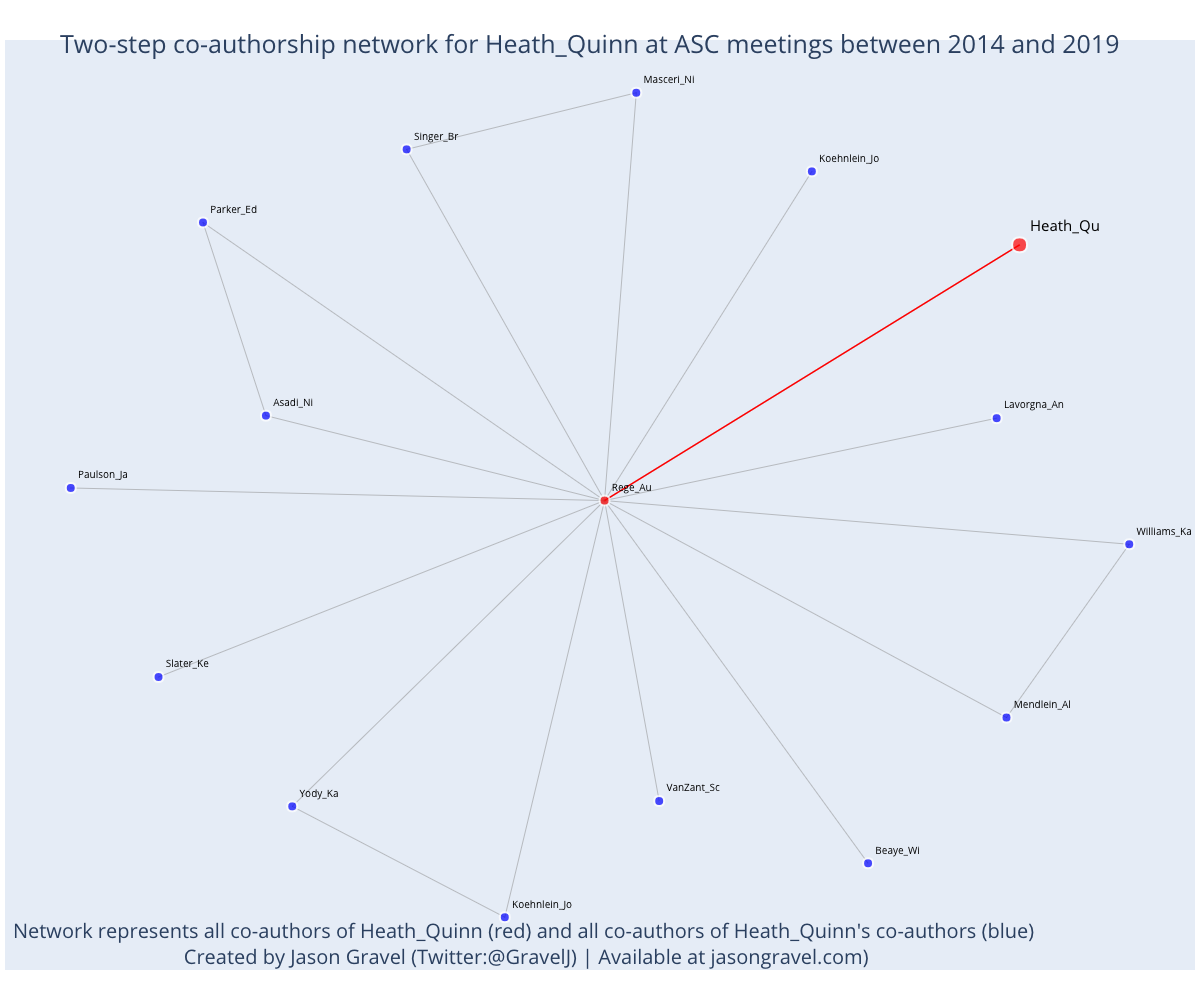 Two-step co-authorship network for Heath_Quinn at ASC meetings between 2014 and 2019
Masceri_Ni
Singer_Br
Koehnlein_Jo
Parker_Ed
Heath_Qu
Asadi_Ni
Lavorgna_An
Paulson_Ja
Rege_Au
Williams_Ka
Slater_Ke
Mendlein_Al
Yody_Ka
VanZant_Sc
Beaye_Wi
Koehnlein_Jo
Network represents all co-authors of Heath_Quinn (red) and all co-authors of Heath_Quinn's co-authors (blue)
Created by Jason Gravel (Twitter:@GravelJ) | Available at jasongravel.com)